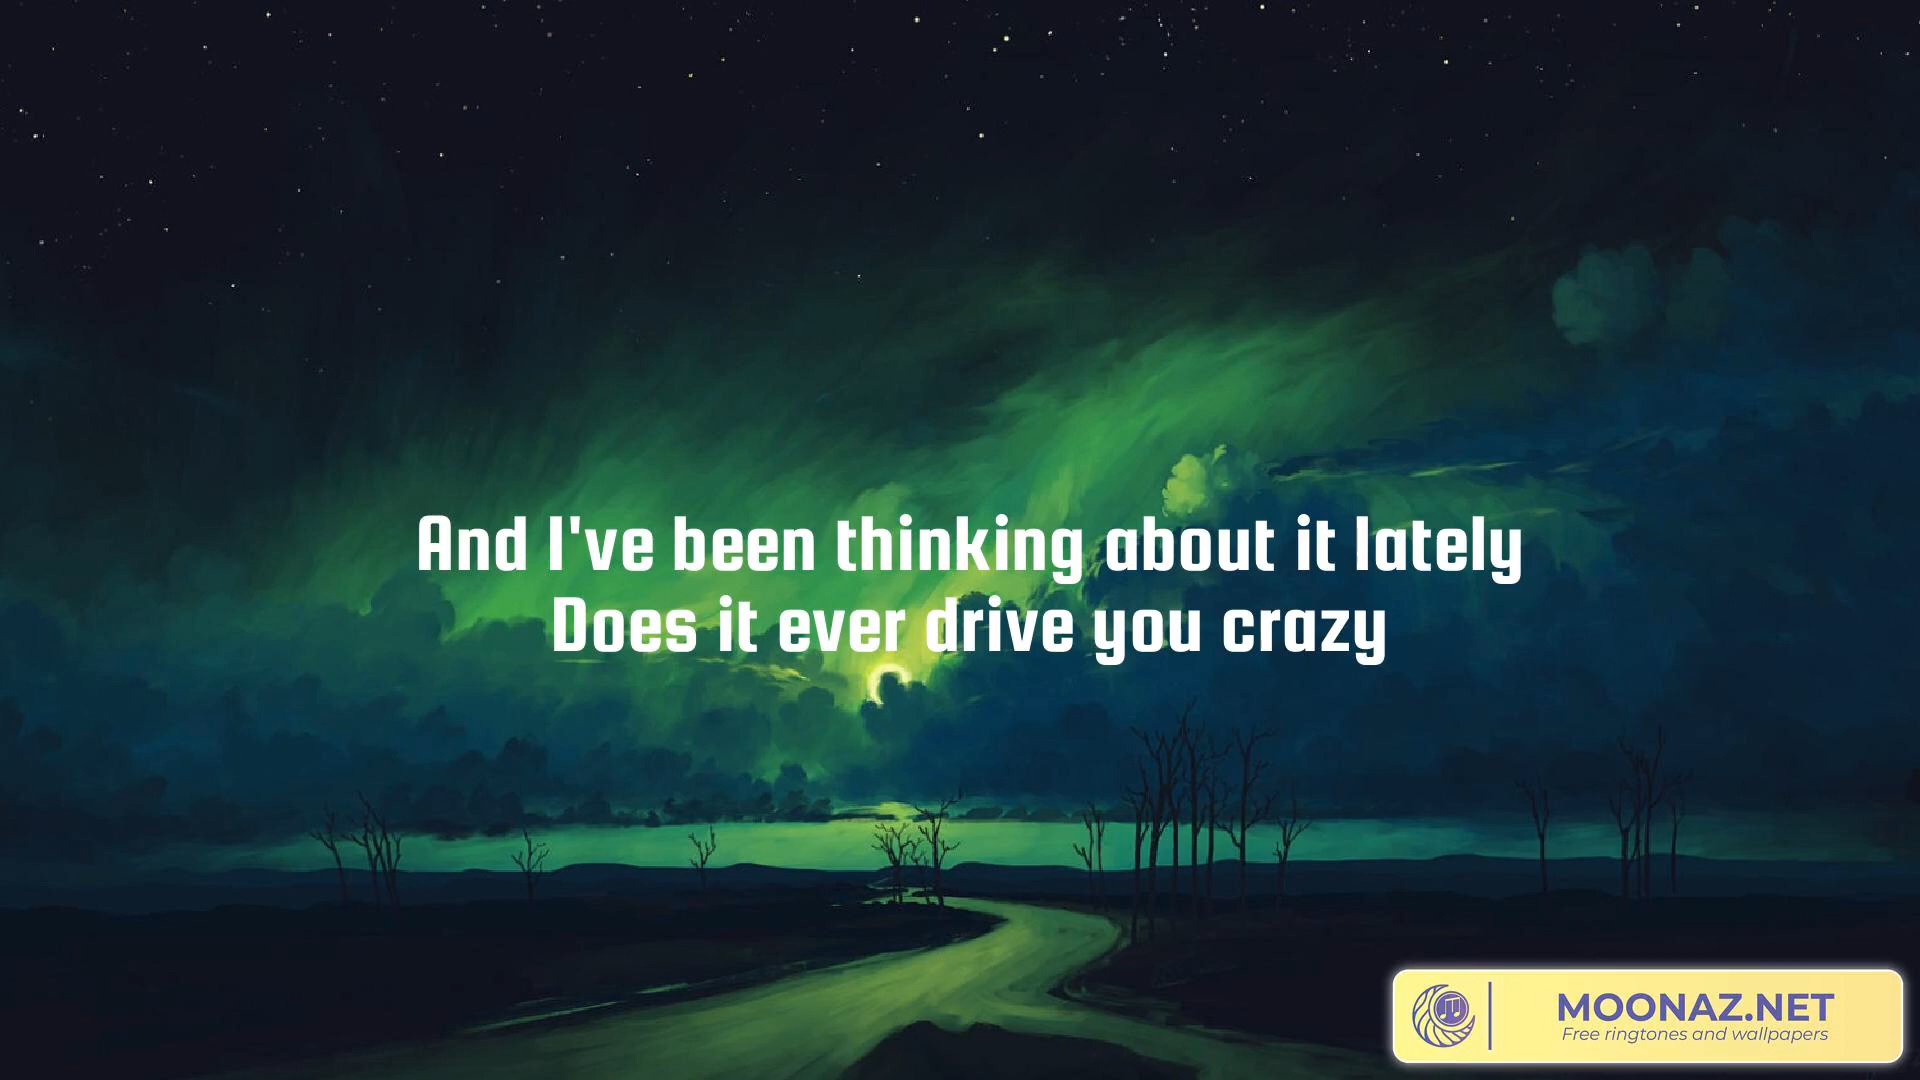 And I've been thinking about it lately
Does it ever drive you crazy
MOONAZ.NET
Free ringtones and wallpapers